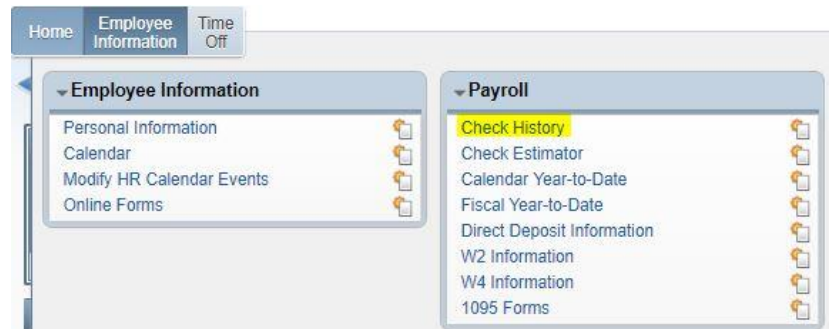 Home
Employee
Information
Time
Off
Employee Information
Personal Information
Calendar
Modify HR Calendar Events
Online Forms
Payroll
Check History
Check Estimator
Calendar Year-to-Date
Fiscal Year-to-Date
Direct Deposit Information
W2 Information
W4 Information
1095 Forms